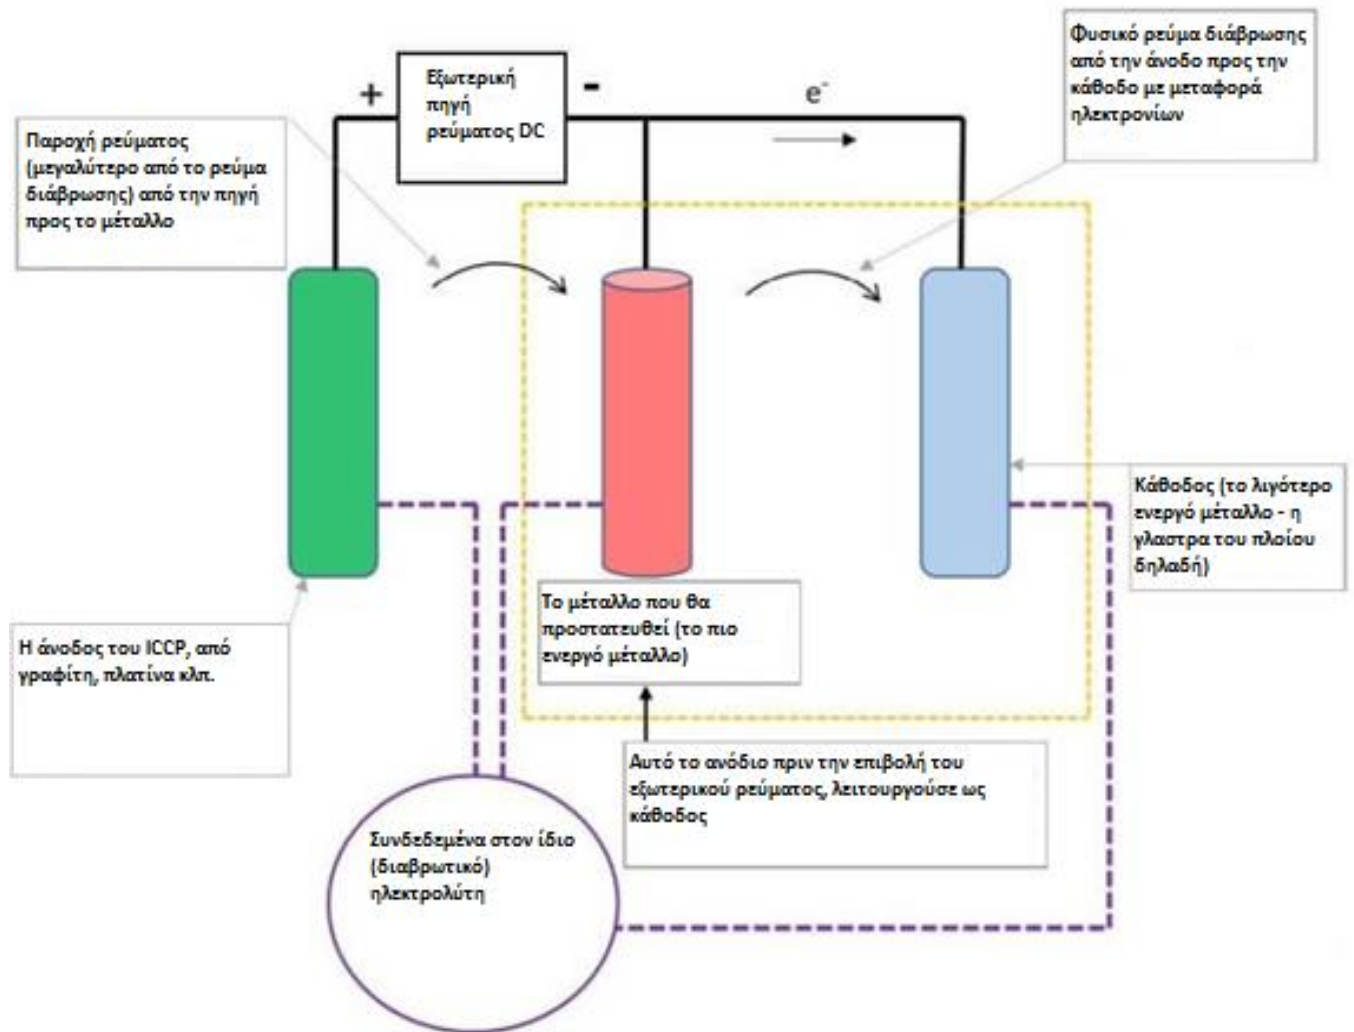 Εξωτερική
πηγή
ρεύματος DC
+
-
e-
Φυσικό ρεύμα διάβρωσης
από την άνοδο προς την
κάθοδο με μεταφορά
ηλεκτρονίων
Παροχή ρεύματος
(μεγαλύτερο από το ρεύμα
διάβρωσης) από την πηγή
προς το μέταλλο
Κάθοδος (το λιγότερο
ενεργό μέταλλο - η
γλαστρα του πλοίου
δηλαδή)
Το μέταλλο που θα
προστατευθεί (το πιο
ενεργό μέταλλο)
Η άνοδος του ICCP, από
γραφίτη, πλατίνα κλπ.
Αυτό το ανόδιο πριν την επιβολή του
εξωτερικού ρεύματος, λειτουργούσε ως
κάθοδος
Συνδεδεμένα στον ίδιο
(διαβρωτικό)
ηλεκτρολύτη